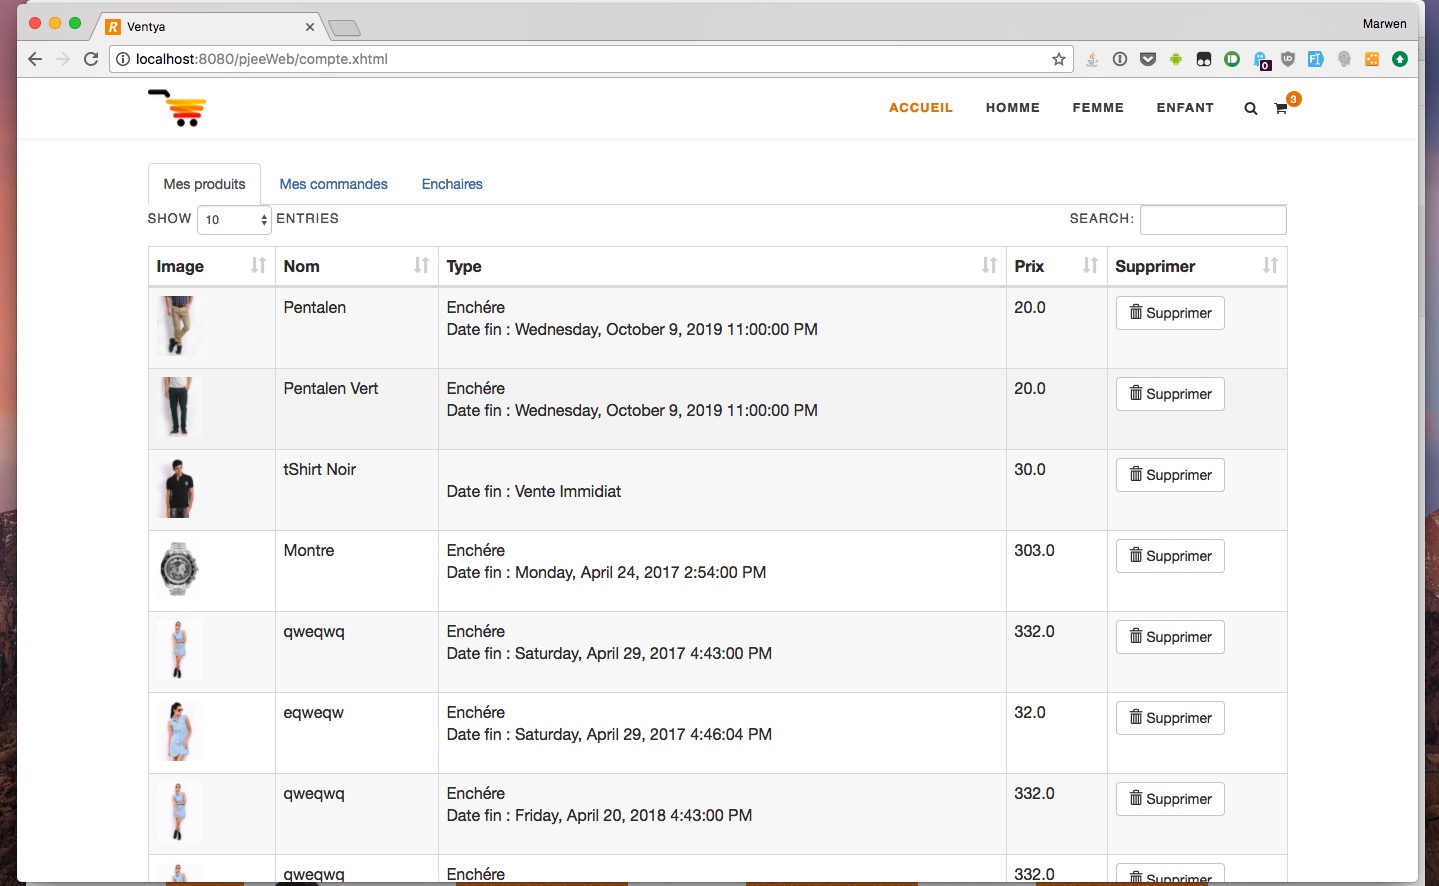 R Ventya
Marwen
localhost:8080/pjeeWeb/compte.xhtml
0
ACCUEIL HOMME FEMME ENFANT 3
Mes produits Mes commandes Enchaires
SHOW 10 ENTRIES SEARCH:
Image Nom Type Prix Supprimer
Pentalen Enchére 20.0 Supprimer
Date fin : Wednesday, October 9, 2019 11:00:00 PM
Pentalen Vert Enchére 20.0 Supprimer
Date fin : Wednesday, October 9, 2019 11:00:00 PM
tShirt Noir 30.0 Supprimer
Date fin : Vente Immidiat
Montre Enchére 303.0 Supprimer
Date fin : Monday, April 24, 2017 2:54:00 PM
qweqwq Enchére 332.0 Supprimer
Date fin : Saturday, April 29, 2017 4:43:00 PM
eqweqw Enchére 32.0 Supprimer
Date fin : Saturday, April 29, 2017 4:46:04 PM
qweqwq Enchére 332.0 Supprimer
Date fin : Friday, April 20, 2018 4:43:00 PM
qweqwq Enchére 332.0 Supprimer